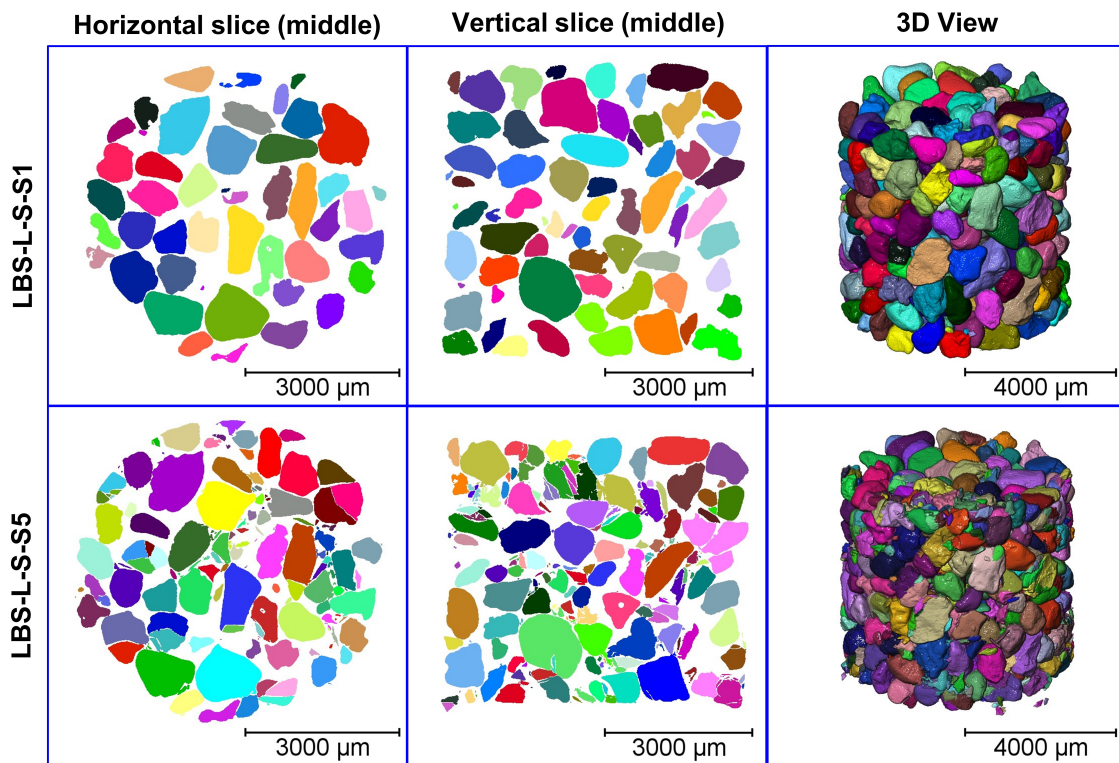 Horizontal slice (middle)
Vertical slice (middle)
3D View
LBS-L-S-S1
3000 µm
3000 µm
4000 µm
LBS-L-S-S5
3000 µm
3000 µm
4000 µm